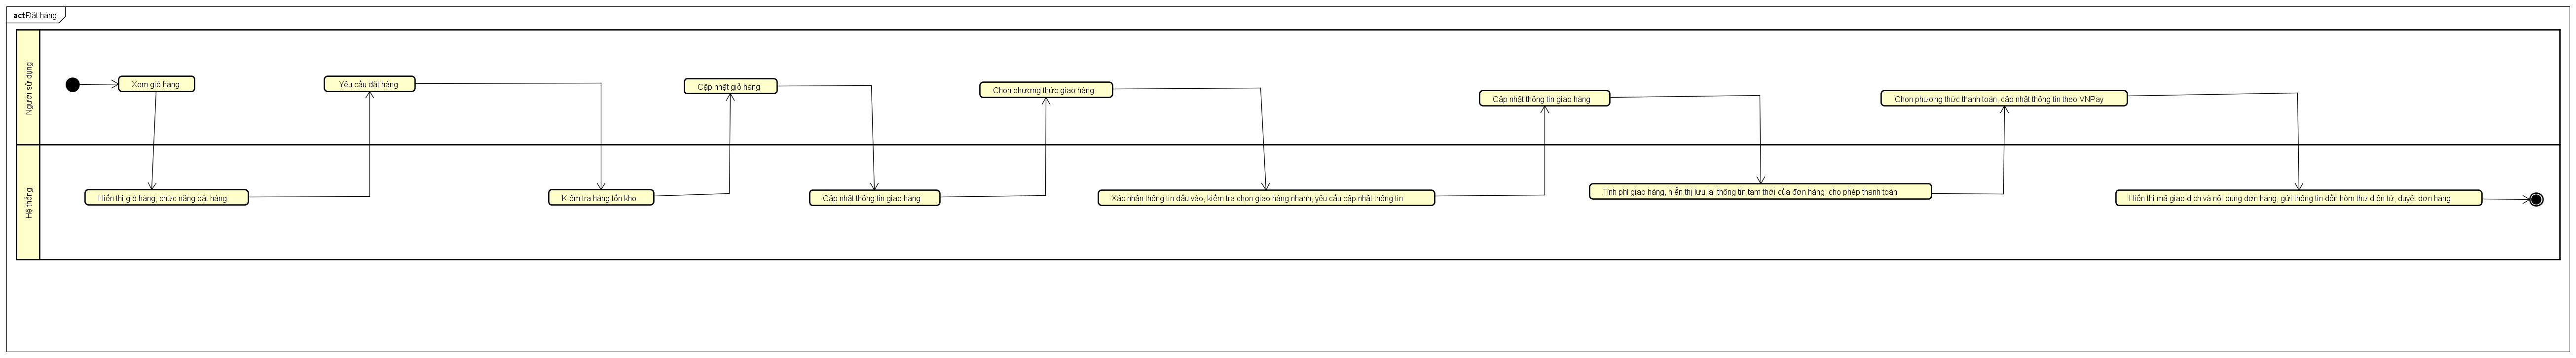 act Đặt hàng
Người sử dụng
Xem giỏ hàng
Yêu cầu đặt hàng
Cập nhật giỏ hàng
Chọn phương thức giao hàng
Cập nhật thông tin giao hàng
Chọn phương thức thanh toán, cập nhật thông tin theo VNPay
Hệ thống
Hiển thị giỏ hàng, chức năng đặt hàng
Kiểm tra hàng tồn kho
Cập nhật thông tin giao hàng
Xác nhận thông tin đầu vào, kiểm tra chọn giao hàng nhanh, yêu cầu cập nhật thông tin
Tính phí giao hàng, hiển thị lưu lại thông tin tạm thời của đơn hàng, cho phép thanh toán
Hiển thị mã giao dịch và nội dung đơn hàng, gửi thông tin đến hòm thư điện tử, duyệt đơn hàng